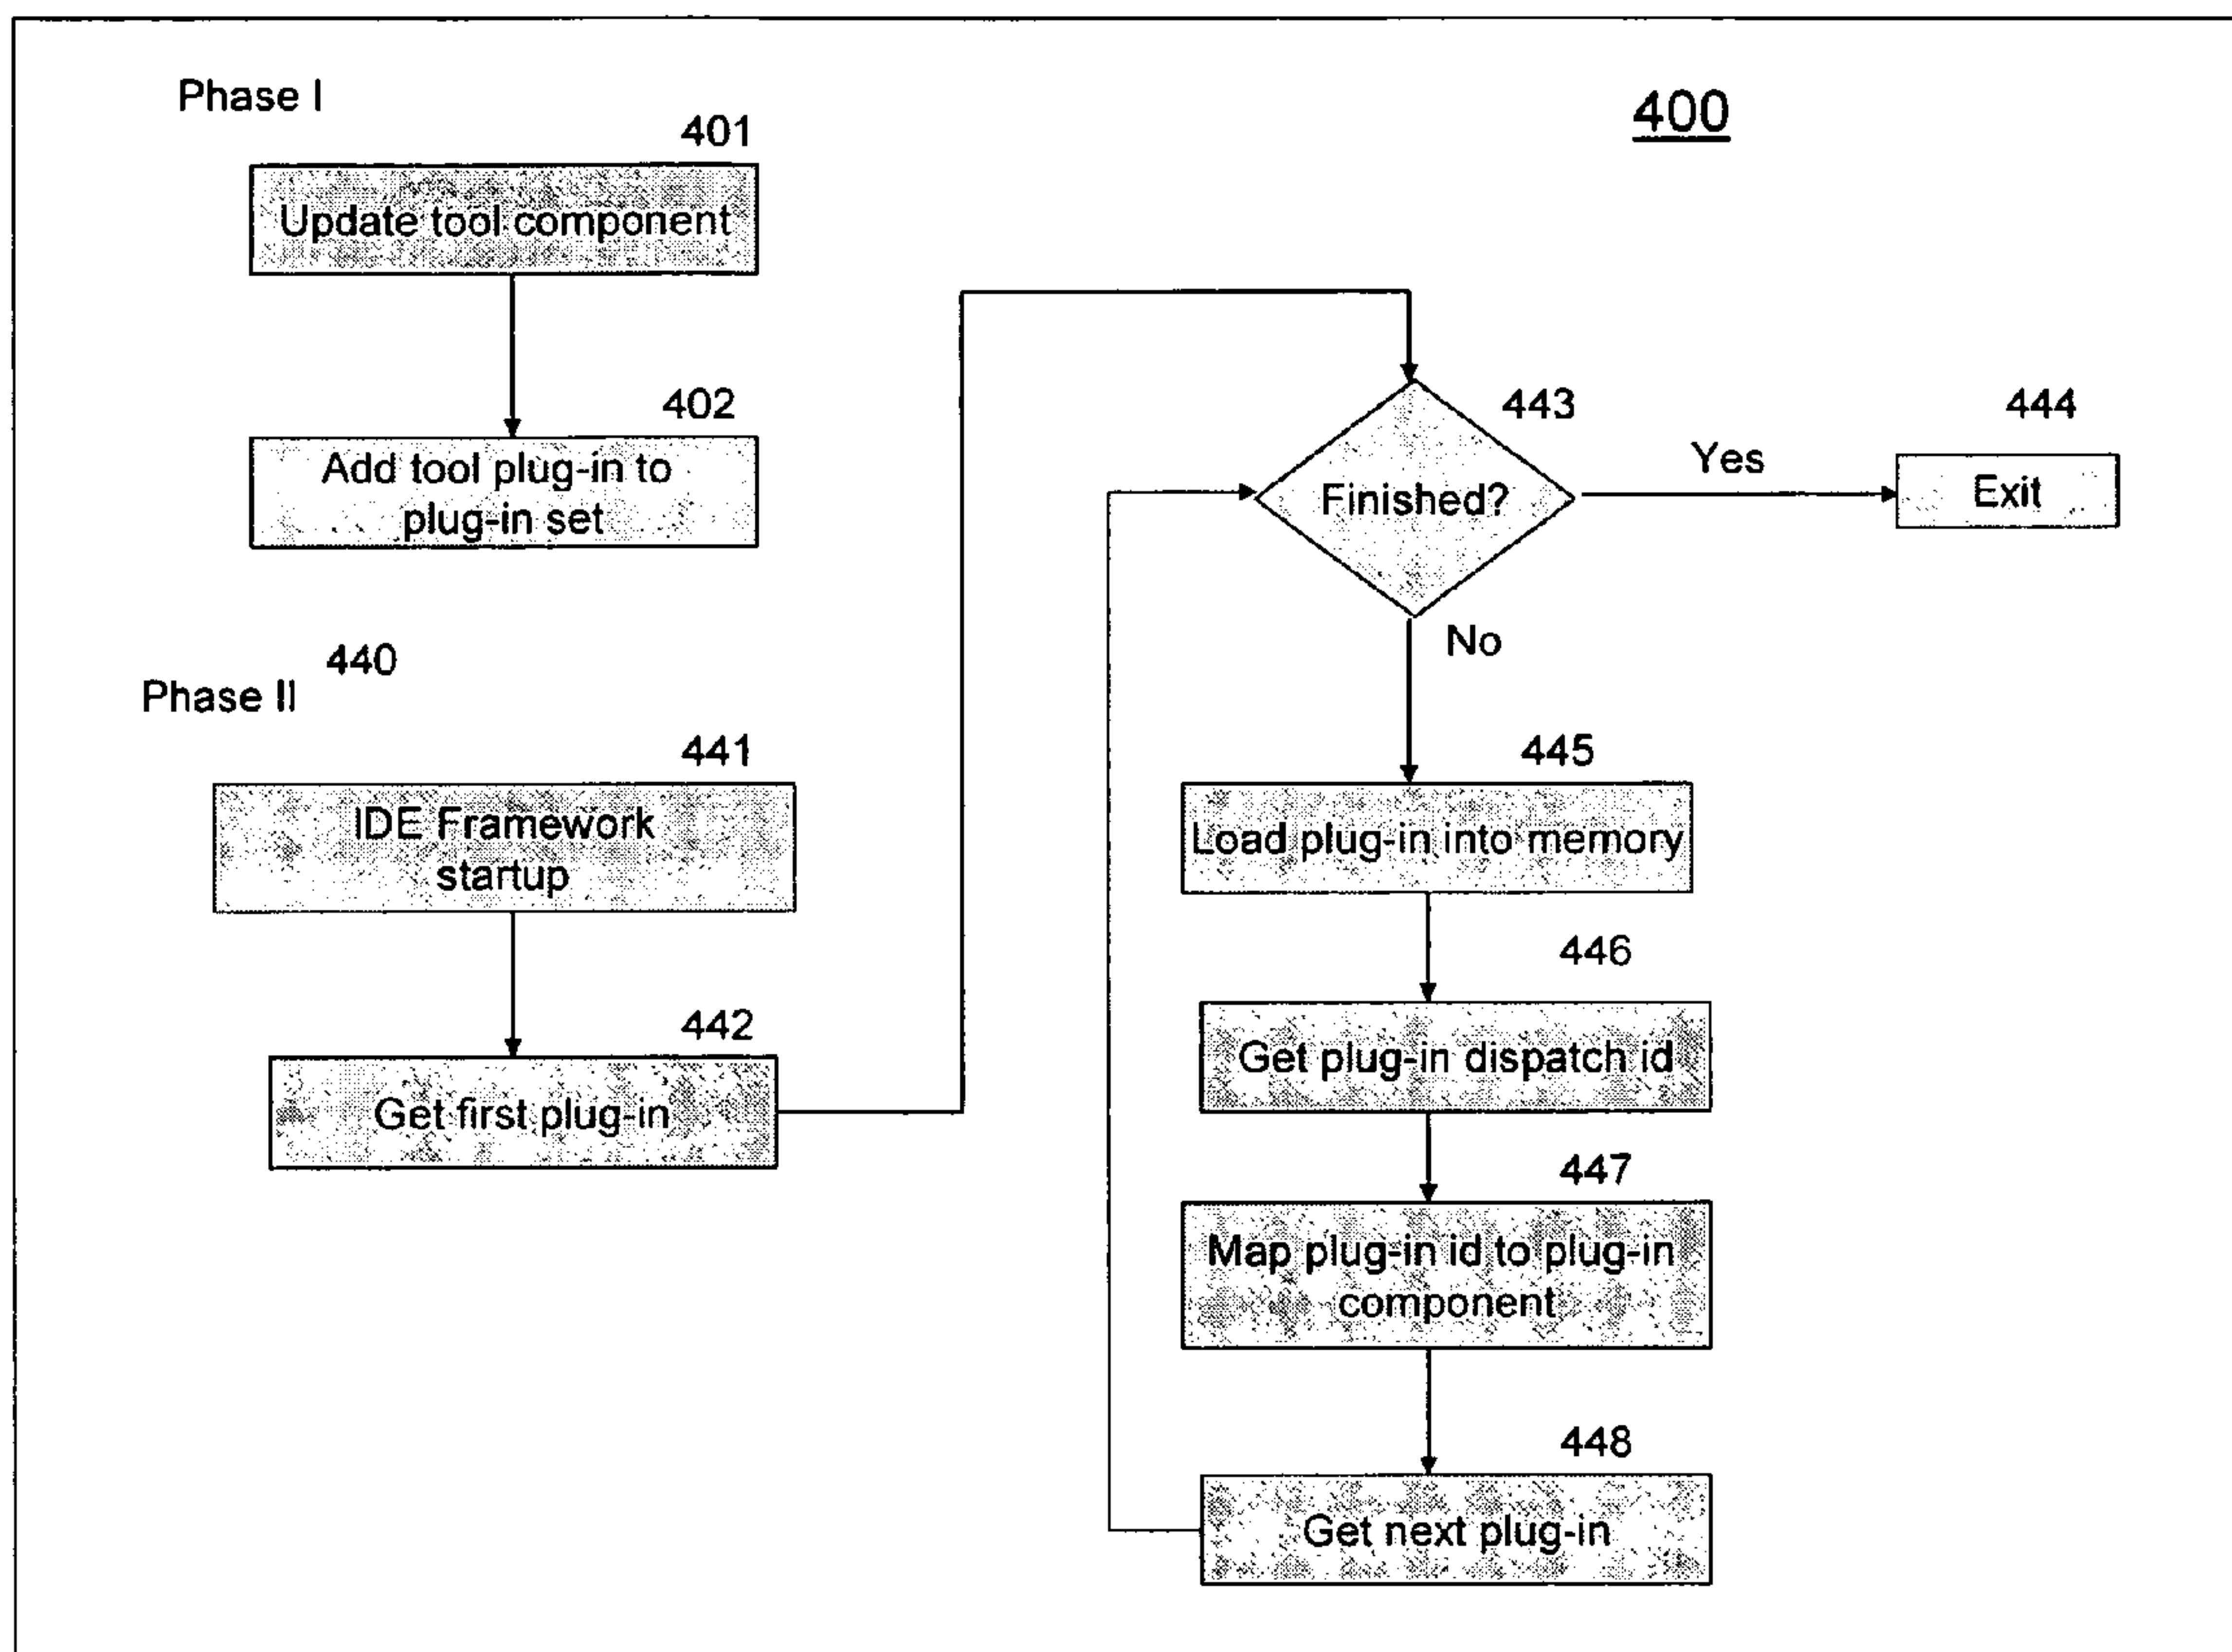 Phase I
401
Update tool component
402
Add tool plug-in to
plug-in set
440
Phase II
441
IDE Framework
startup
442
Get first plug-in
400
443
Finished?
Yes
444
Exit
No
445
Load plug-in into memory
446
Get plug-in dispatch id
447
Map plug-in id to plug-in
component
448
Get next plug-in